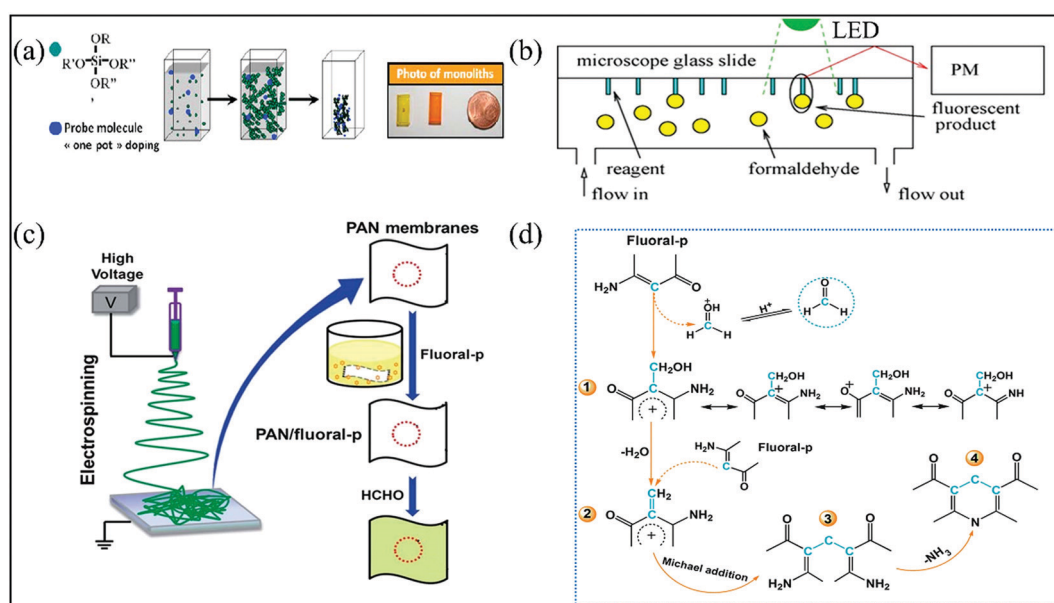 (a)
OR
R'O
Si
OR''
OR''
,
Probe molecule
« one pot » doping
Photo of monoliths
(b)
LED
microscope glass slide
PM
fluorescent
product
reagent
formaldehyde
flow in
flow out
(c)
High
Voltage
V
Electrospinning
PAN membranes
Fluoral-p
PAN/fluoral-p
HCHO
(d)
Fluoral-p
H₂N
C
O
+
OH
C
H
H
H⁺
O
C
H
H
1
CH₂OH
O
C
NH₂
+
CH₂OH
O
C
+
NH₂
CH₂OH
O
+
C
NH₂
CH₂OH
O
C
+
NH
-H₂O
H₂N
C
O
Fluoral-p
2
CH₂
C
O
C
NH₂
+
Michael addition
3
O
O
C
C
C
H₂N
NH₂
-NH₃
4
O
O
C
C
C
N